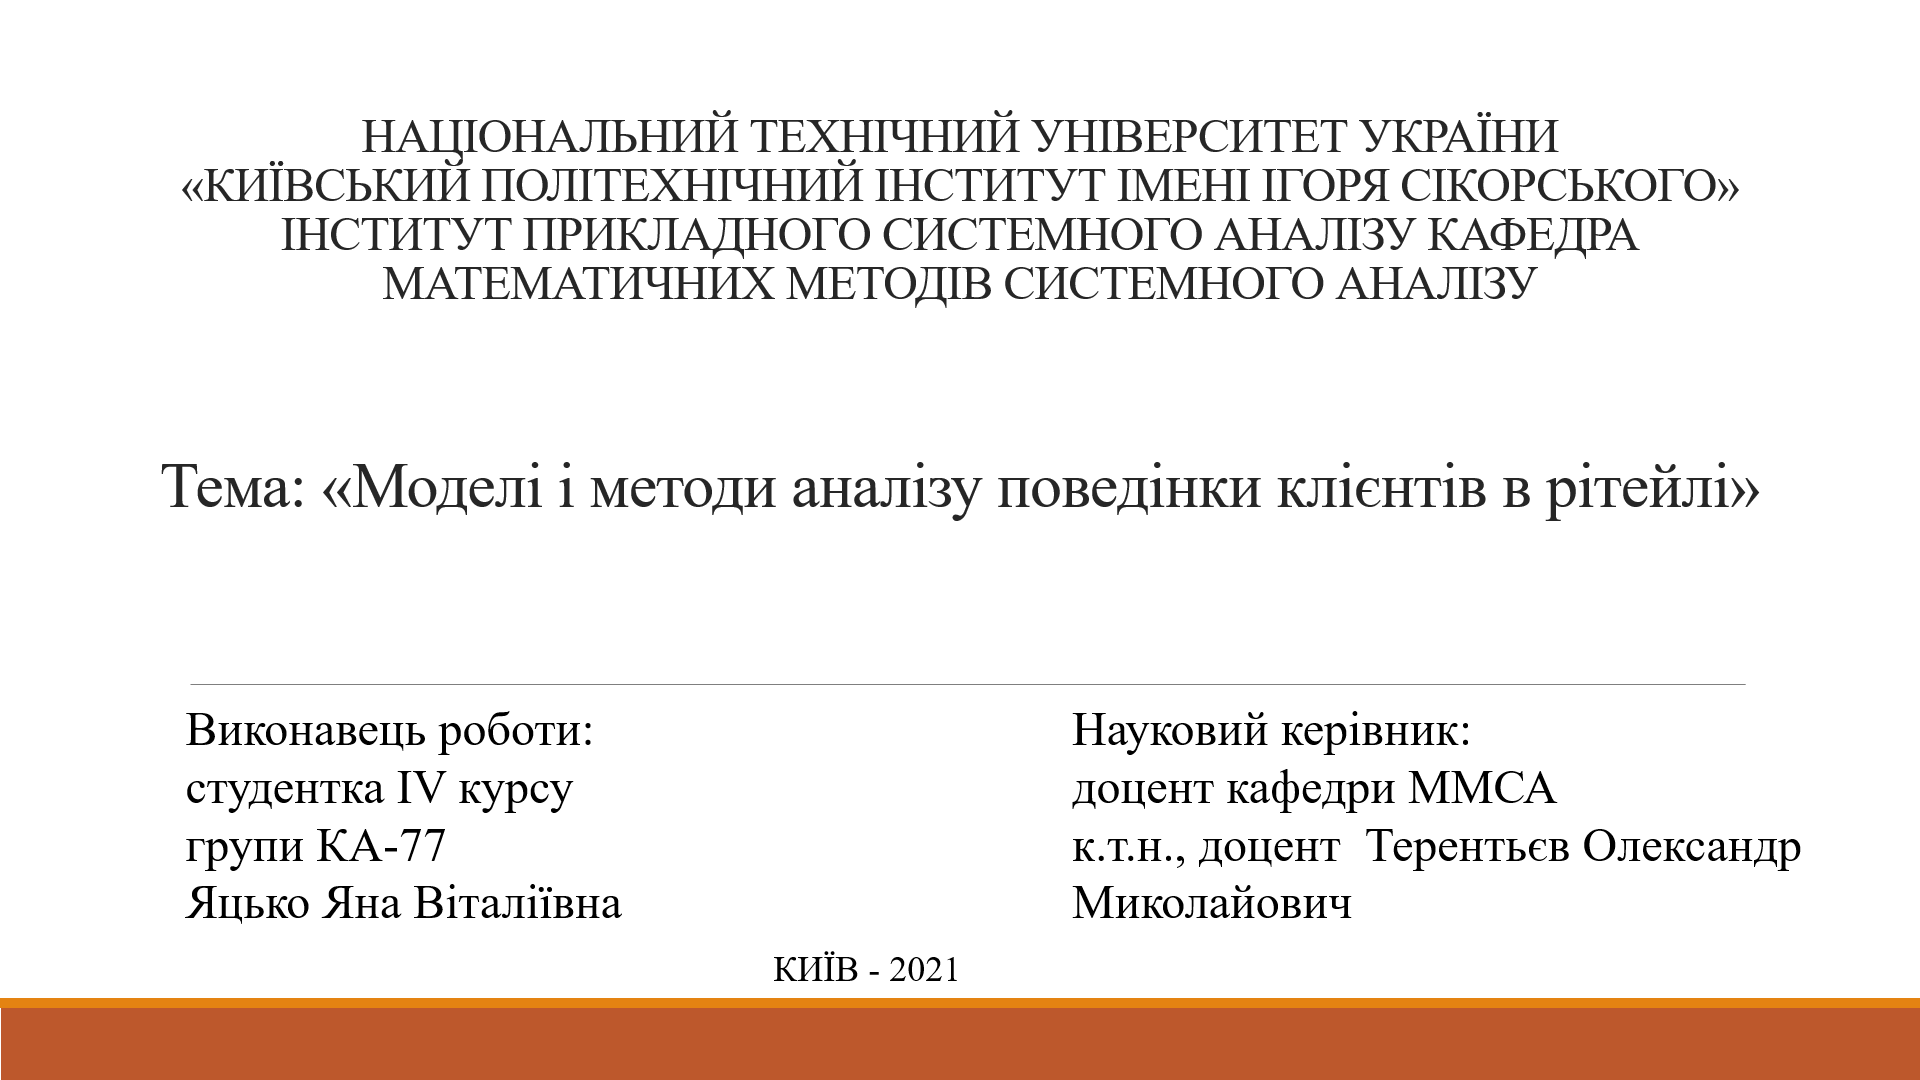 НАЦІОНАЛЬНИЙ ТЕХНІЧНИЙ УНІВЕРСИТЕТ УКРАЇНИ
«КИЇВСЬКИЙ ПОЛІТЕХНІЧНИЙ ІНСТИТУТ ІМЕНІ ІГОРЯ СІКОРСЬКОГО»
ІНСТИТУТ ПРИКЛАДНОГО СИСТЕМНОГО АНАЛІЗУ КАФЕДРА
МАТЕМАТИЧНИХ МЕТОДІВ СИСТЕМНОГО АНАЛІЗУ
Тема: «Моделі і методи аналізу поведінки клієнтів в рітейлі»
Виконавець роботи:
студентка IV курсу
групи КА-77
Яцько Яна Віталіївна
Науковий керівник:
доцент кафедри ММСА
к.т.н., доцент  Терентьєв Олександр
Миколайович
КИЇВ - 2021